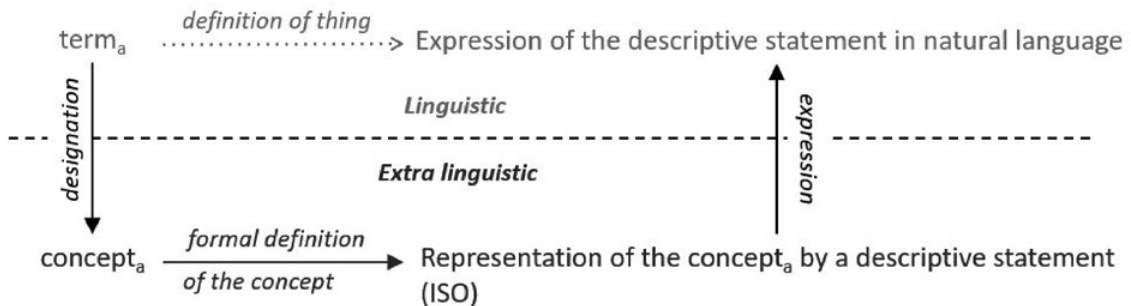 definition of thing
termₐ
Expression of the descriptive statement in natural language
designation
Linguistic
expression
Extra linguistic
formal definition
of the concept
conceptₐ
Representation of the conceptₐ by a descriptive statement
(ISO)